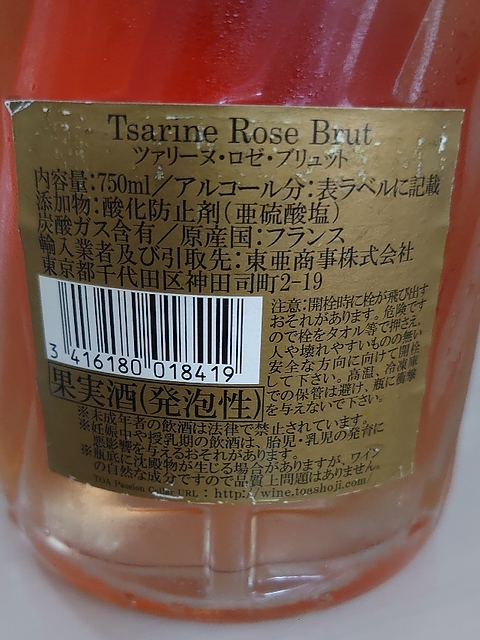 Tsarine Rose Brut
ツァリーヌ・ロゼ・ブリュット
内容量:750ml/アルコール分:表ラベルに記載
添加物:酸化防止剤(亜硫酸塩)
炭酸ガス含有/原産国:フランス
輸入業者及び引取先:東亜商事株式会社
東京都千代田区神田司町2-19
3 416180 018419
注意:開栓時に栓が飛び出す
おそれがあります。危険です
ので栓をタオル等で押さえ、
人や壊れやすいものの無い
安全な方向に向けて開栓
して下さい。高温、冷凍庫
での保管は避け、瓶に衝撃
を与えないで下さい。
果実酒(発泡性)
※未成年者の飲酒は法律で禁止されています。
※妊娠中や授乳期の飲酒は、胎児・乳児の発育に
悪影響を与えるおそれがあります。
※瓶底に沈殿物が生じる場合がありますが、ワイン
の自然な成分ですので品質上問題はありません。
TOA Passion Cellar URL : http://wine.toashoji.com/